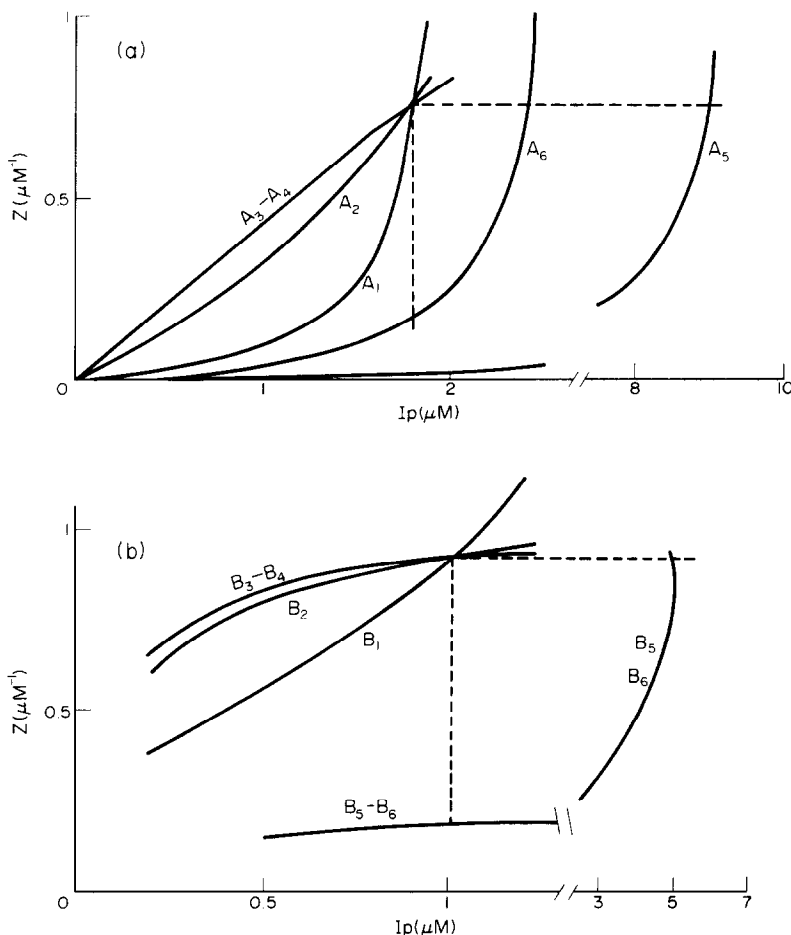 (a)
1
0.5
0
Z (μM⁻¹)
A₃–A₄
A₂
A₁
A₆
A₅
1
2
8
10
Ip(μM)
(b)
1
0.5
0
Z (μM⁻¹)
B₃–B₄
B₂
B₁
B₅
B₆
B₅–B₆
0.5
1
3
5
7
Ip(μM)